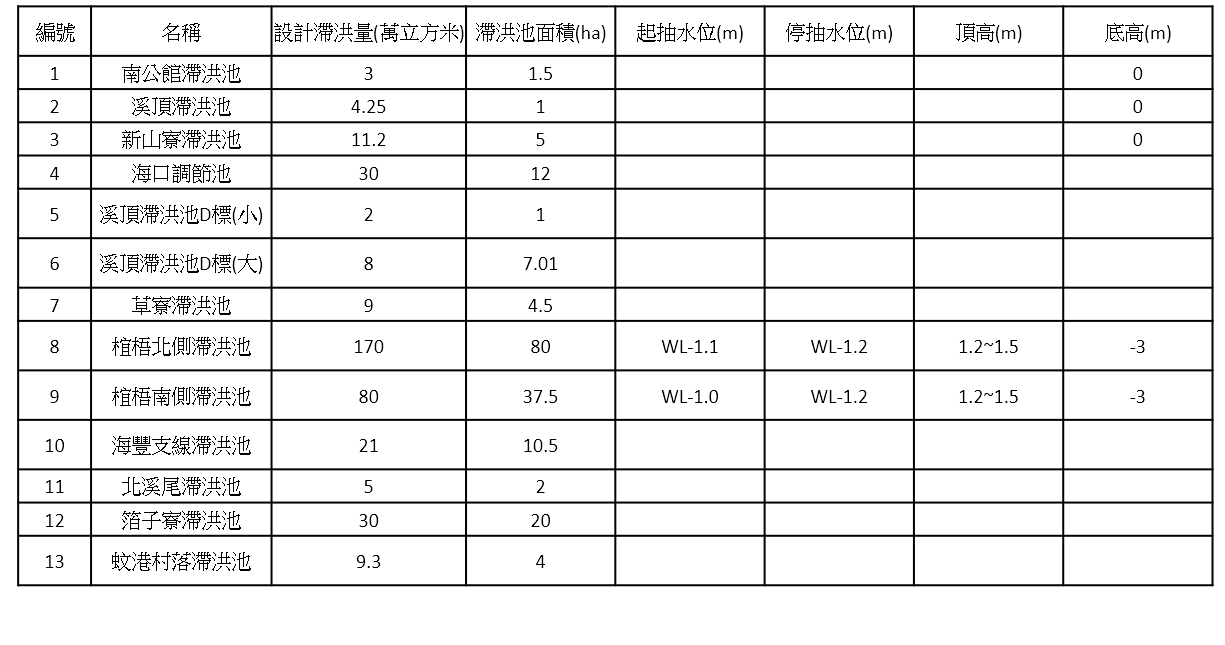 編號 名稱 設計滯洪量(萬立方米) 滯洪池面積(ha) 起抽水位(m) 停抽水位(m) 頂高(m) 底高(m)
1 南公館滯洪池 3 1.5 0
2 溪頂滯洪池 4.25 1 0
3 新山寮滯洪池 11.2 5 0
4 海口調節池 30 12
5 溪頂滯洪池D標(小) 2 1
6 溪頂滯洪池D標(大) 8 7.01
7 草寮滯洪池 9 4.5
8 椬梧北側滯洪池 170 80 WL-1.1 WL-1.2 1.2~1.5 -3
9 椬梧南側滯洪池 80 37.5 WL-1.0 WL-1.2 1.2~1.5 -3
10 海豐支線滯洪池 21 10.5
11 北溪尾滯洪池 5 2
12 箔子寮滯洪池 30 20
13 蚊港村落滯洪池 9.3 4